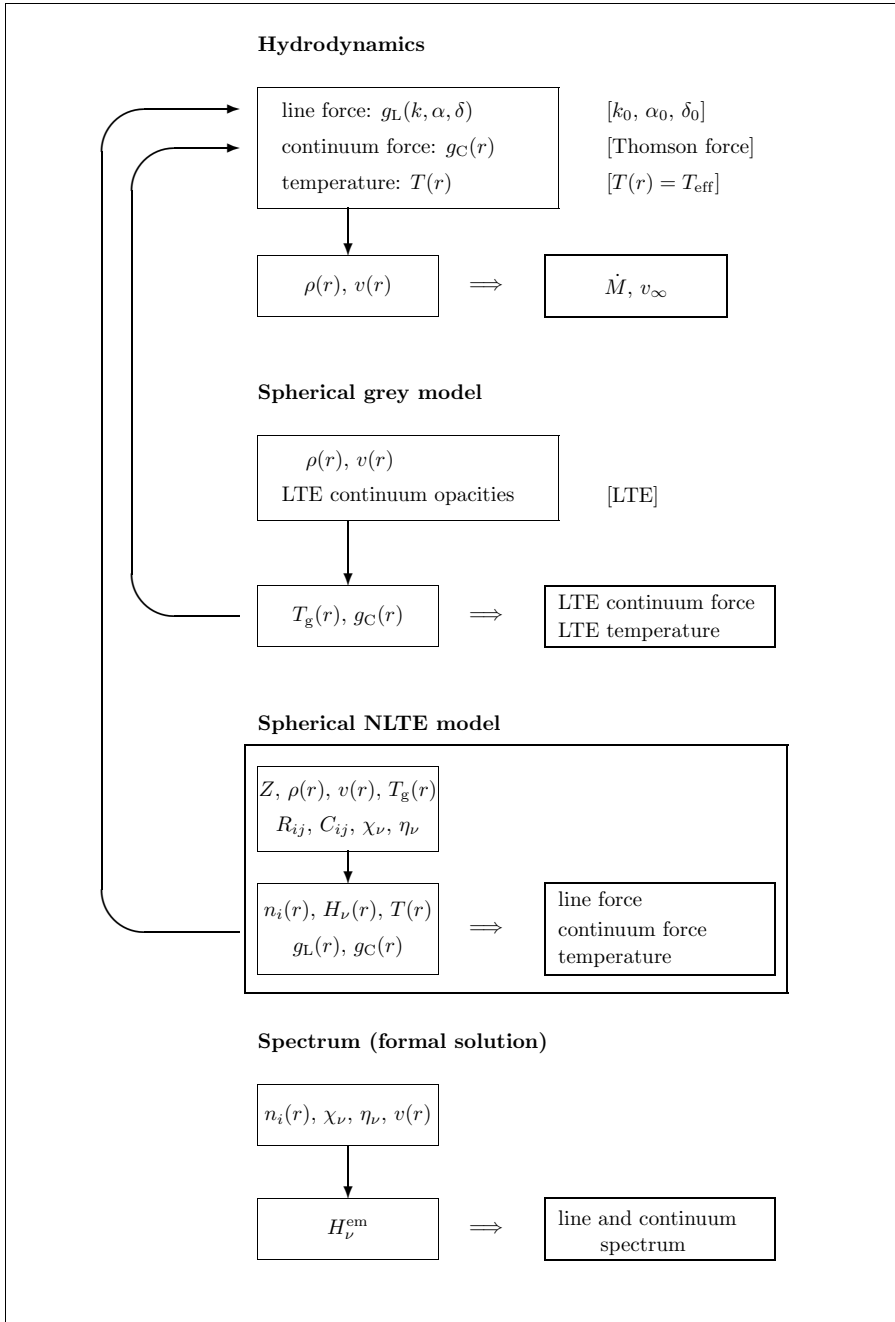 Hydrodynamics
line force: g_L(k, α, δ) [k_0, α_0, δ_0]
continuum force: g_C(r) [Thomson force]
temperature: T(r) [T(r) = T_eff]
ρ(r), v(r) ⟹ Ṁ, v_∞
Spherical grey model
ρ(r), v(r)
LTE continuum opacities [LTE]
T_g(r), g_C(r) ⟹ LTE continuum force
LTE temperature
Spherical NLTE model
Z, ρ(r), v(r), T_g(r)
R_ij, C_ij, χ_ν, η_ν
n_i(r), H_ν(r), T(r)
g_L(r), g_C(r)
⟹
line force
continuum force
temperature
Spectrum (formal solution)
n_i(r), χ_ν, η_ν, v(r)
H_ν^em ⟹ line and continuum
spectrum